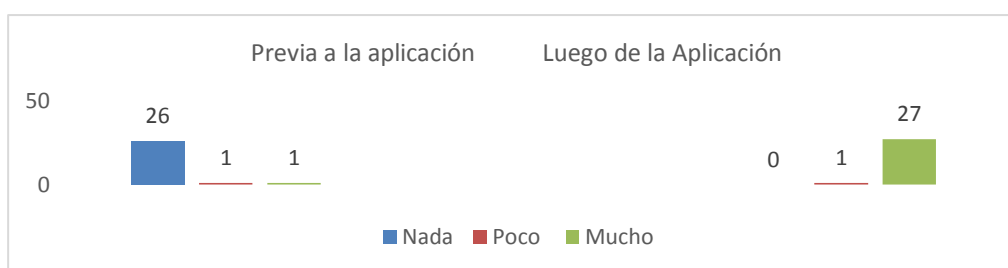 Previa a la aplicación Luego de la Aplicación
50
26 1 1 0 1 27
0
Nada Poco Mucho